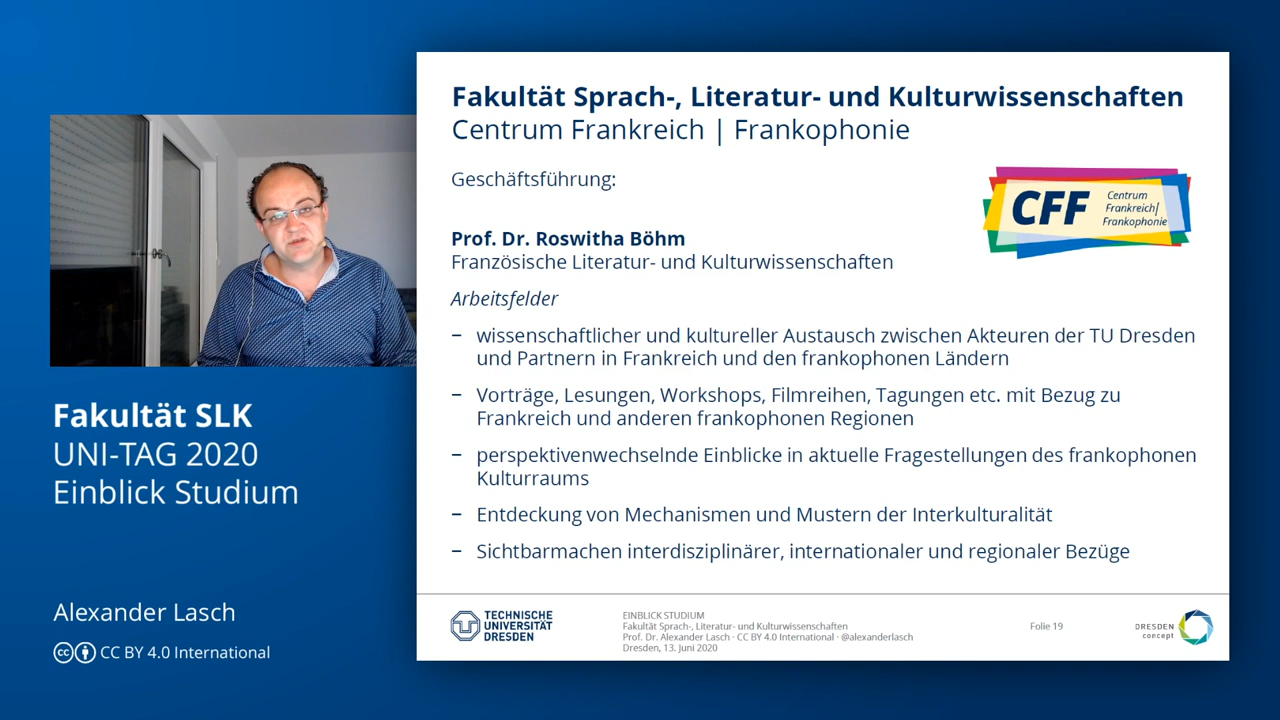 Fakultät Sprach-, Literatur- und Kulturwissenschaften
Centrum Frankreich | Frankophonie
Geschäftsführung:
CFF Centrum
Frankreich|
Frankophonie
Prof. Dr. Roswitha Böhm
Französische Literatur- und Kulturwissenschaften
Arbeitsfelder
– wissenschaftlicher und kultureller Austausch zwischen Akteuren der TU Dresden
und Partnern in Frankreich und den frankophonen Ländern
– Vorträge, Lesungen, Workshops, Filmreihen, Tagungen etc. mit Bezug zu
Frankreich und anderen frankophonen Regionen
– perspektivenwechselnde Einblicke in aktuelle Fragestellungen des frankophonen
Kulturraums
– Entdeckung von Mechanismen und Mustern der Interkulturalität
– Sichtbarmachen interdisziplinärer, internationaler und regionaler Bezüge
Fakultät SLK
UNI-TAG 2020
Einblick Studium
Alexander Lasch
cc CC BY 4.0 International
TECHNISCHE
UNIVERSITÄT
DRESDEN
EINBLICK STUDIUM
Fakultät Sprach-, Literatur- und Kulturwissenschaften
Prof. Dr. Alexander Lasch · CC BY 4.0 International · @alexanderlasch
Dresden, 13. Juni 2020
Folie 19
DRESDEN
concept